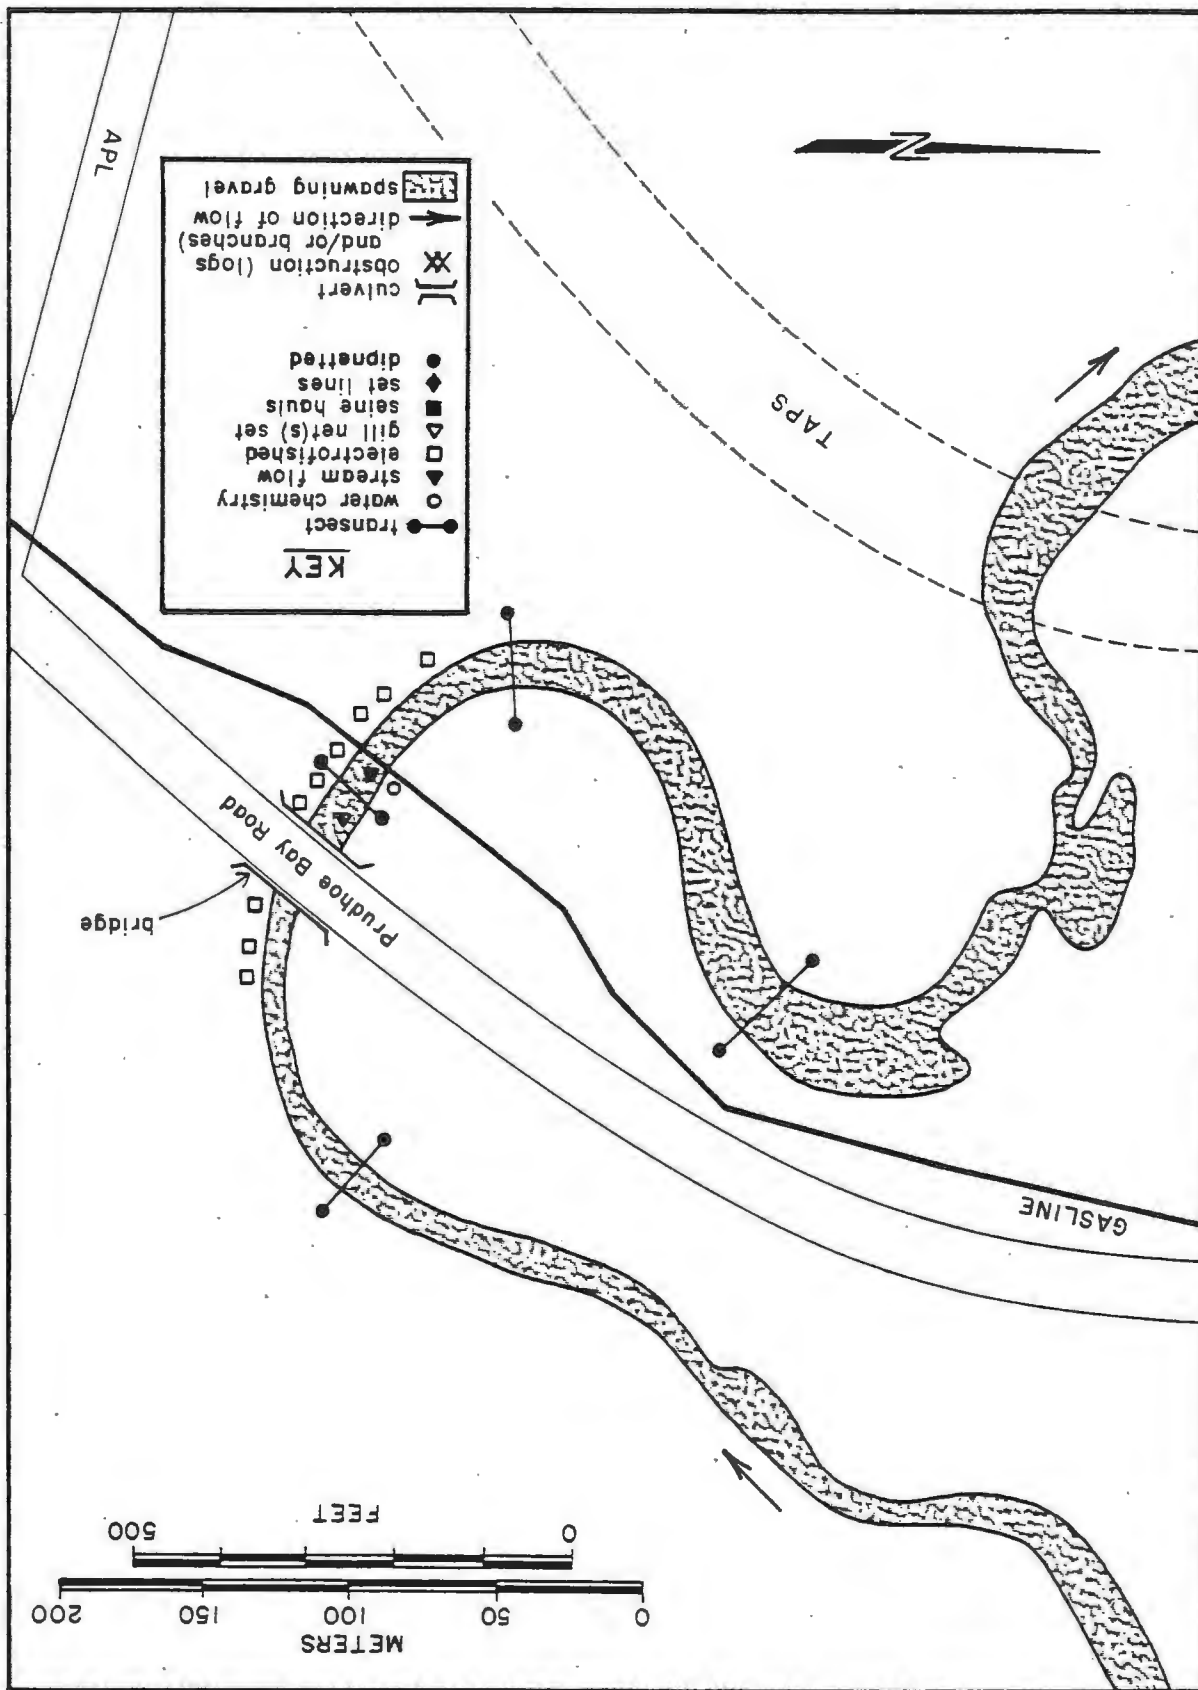 METERS
0 50 100 150 200
0 500
FEET
bridge
GASLINE
Prudhoe Bay Road
KEY
transect
water chemistry
stream flow
electrofished
gill net(s) set
seine hauls
set lines
dipnetted
culvert
obstruction (logs
and/or branches)
direction of flow
spawning gravel
TAPS
APL
N